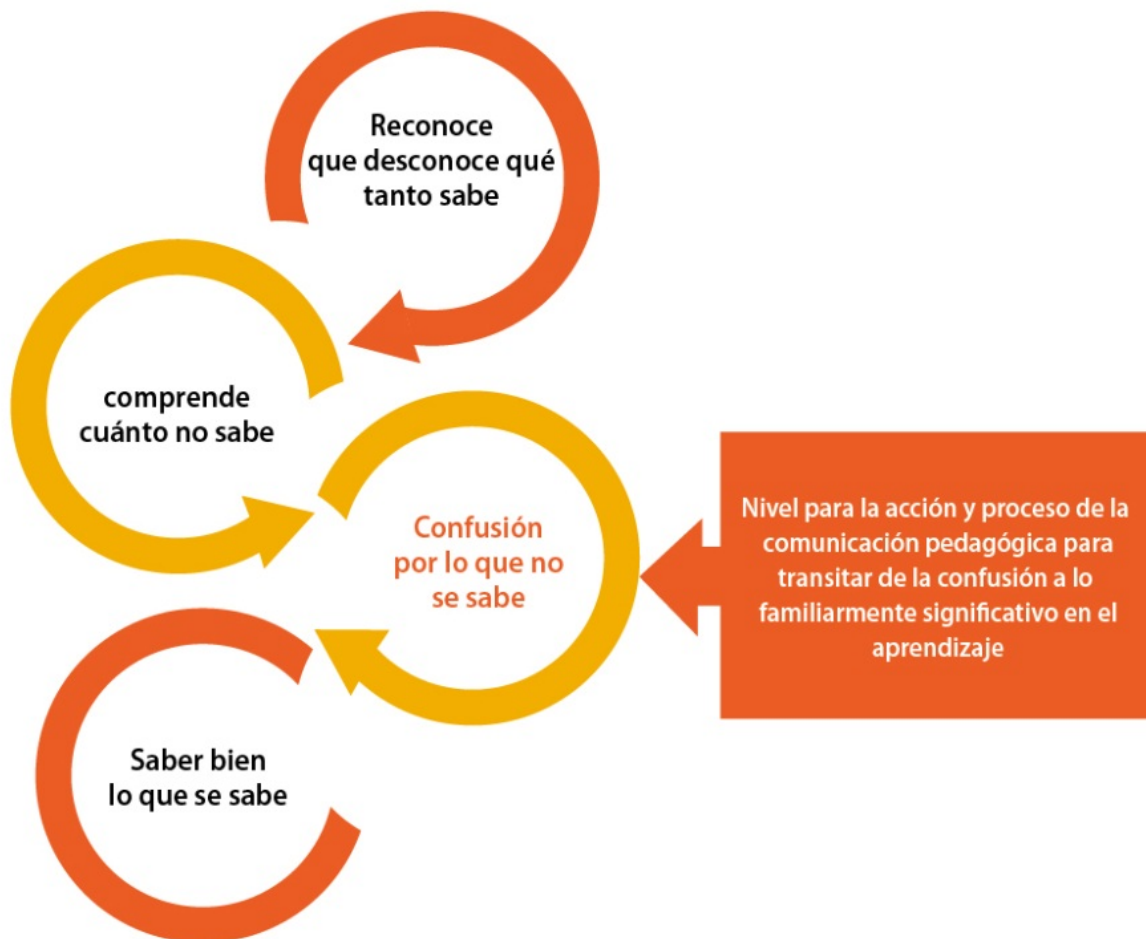 Reconoce
que desconoce qué
tanto sabe
comprende
cuánto no sabe
Confusión
por lo que no
se sabe
Nivel para la acción y proceso de la
comunicación pedagógica para
transitar de la confusión a lo
familiarmente significativo en el
aprendizaje
Saber bien
lo que se sabe